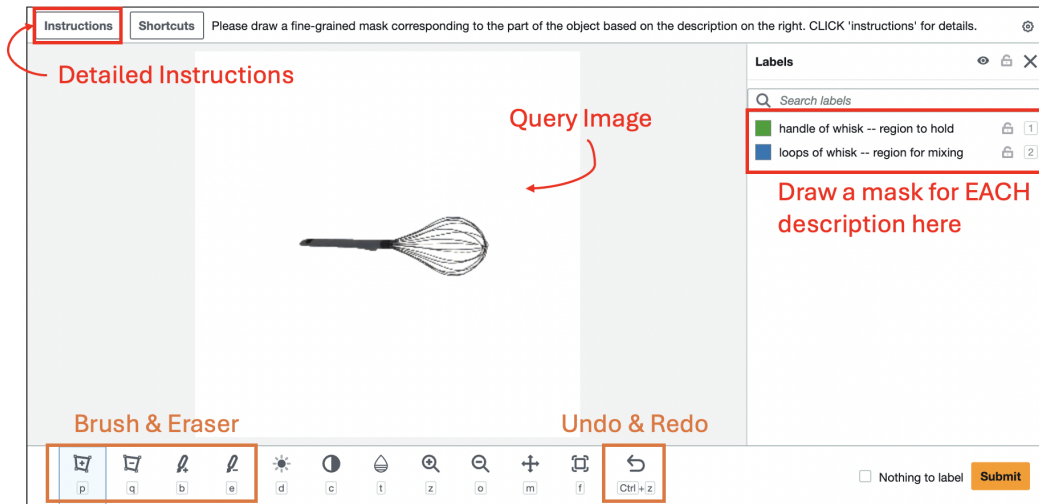 Instructions Shortcuts Please draw a fine-grained mask corresponding to the part of the object based on the description on the right. CLICK 'instructions' for details.
Detailed Instructions
Query Image
Labels
Search labels
handle of whisk -- region to hold 1
loops of whisk -- region for mixing 2
Draw a mask for EACH
description here
Brush & Eraser
Undo & Redo
p q b e d c t z o m f Ctrl + z
Nothing to label Submit